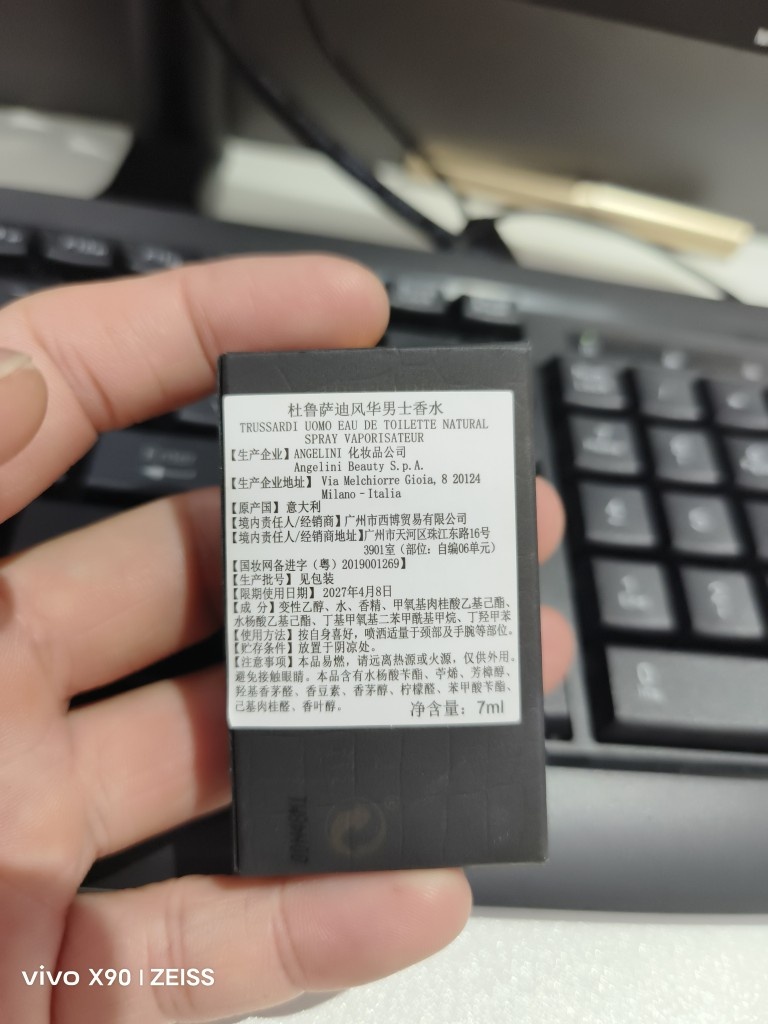 杜鲁萨迪风华男士香水
TRUSSARDI UOMO EAU DE TOILETTE NATURAL
SPRAY VAPORISATEUR
【生产企业】ANGELINI 化妆品公司
Angelini Beauty S.p.A.
【生产企业地址】 Via Melchiorre Gioia, 8 20124
Milano - Italia
【原产国】意大利
【境内责任人/经销商】广州市西博贸易有限公司
【境内责任人/经销商地址】广州市天河区珠江东路16号
3901室（部位：自编06单元）
【国妆网备进字（粤）2019001269】
【生产批号】见包装
【限期使用日期】 2027年4月8日
【成 分】变性乙醇、水、香精、甲氧基肉桂酸乙基己酯、
水杨酸乙基己酯、丁基甲氧基二苯甲酰基甲烷、丁羟甲苯
【使用方法】按自身喜好，喷洒适量于颈部及手腕等部位。
【贮存条件】放置于阴凉处。
【注意事项】本品易燃，请远离热源或火源，仅供外用。
避免接触眼睛。本品含有水杨酸苄酯、苧烯、芳樟醇、
羟基香茅醛、香豆素、香茅醇、柠檬醛、苯甲酸苄酯、
己基肉桂醛、香叶醇。
净含量：7ml
vivo X90 | ZEISS